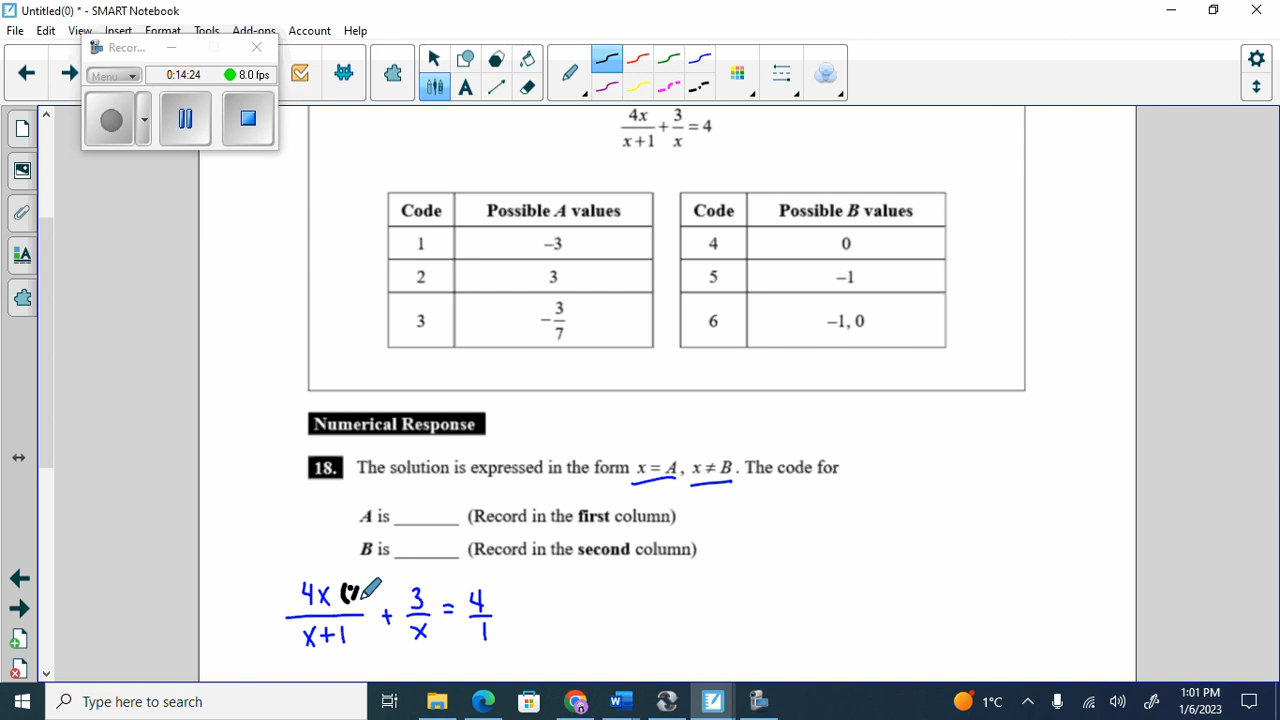 Untitled(0) * - SMART Notebook
File Edit View Insert Format Tools Add-ons Account Help
Recor...
Menu 0:14:24 8.0 fps
4x/(x+1) + 3/x = 4
Code Possible A values Code Possible B values
1 –3 4 0
2 3 5 –1
3 –3/7 6 –1, 0
Numerical Response
18. The solution is expressed in the form x = A, x ≠ B. The code for
A is ______ (Record in the first column)
B is ______ (Record in the second column)
4x/(x+1) + 3/x = 4/1
Type here to search
1°C
1:01 PM
1/6/2023